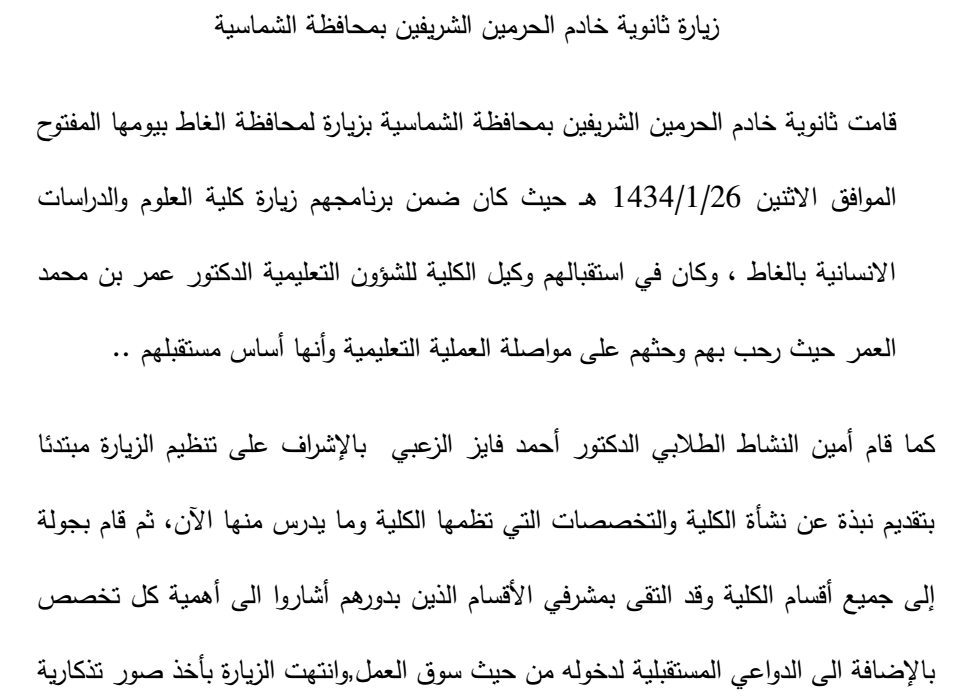 زيارة ثانوية خادم الحرمين الشريفين بمحافظة الشماسية
قامت ثانوية خادم الحرمين الشريفين بمحافظة الشماسية بزيارة لمحافظة الغاط بيومها المفتوح
الموافق الاثنين 1434/1/26 هـ حيث كان ضمن برنامجهم زيارة كلية العلوم والدراسات
الانسانية بالغاط ، وكان في استقبالهم وكيل الكلية للشؤون التعليمية الدكتور عمر بن محمد
العمر حيث رحب بهم وحثهم على مواصلة العملية التعليمية وأنها أساس مستقبلهم ..
كما قام أمين النشاط الطلابي الدكتور أحمد فايز الزعبي بالإشراف على تنظيم الزيارة مبتدئا
بتقديم نبذة عن نشأة الكلية والتخصصات التي تظمها الكلية وما يدرس منها الآن، ثم قام بجولة
إلى جميع أقسام الكلية وقد التقى بمشرفي الأقسام الذين بدورهم أشاروا الى أهمية كل تخصص
بالإضافة الى الدواعي المستقبلية لدخوله من حيث سوق العمل,وانتهت الزيارة بأخذ صور تذكارية